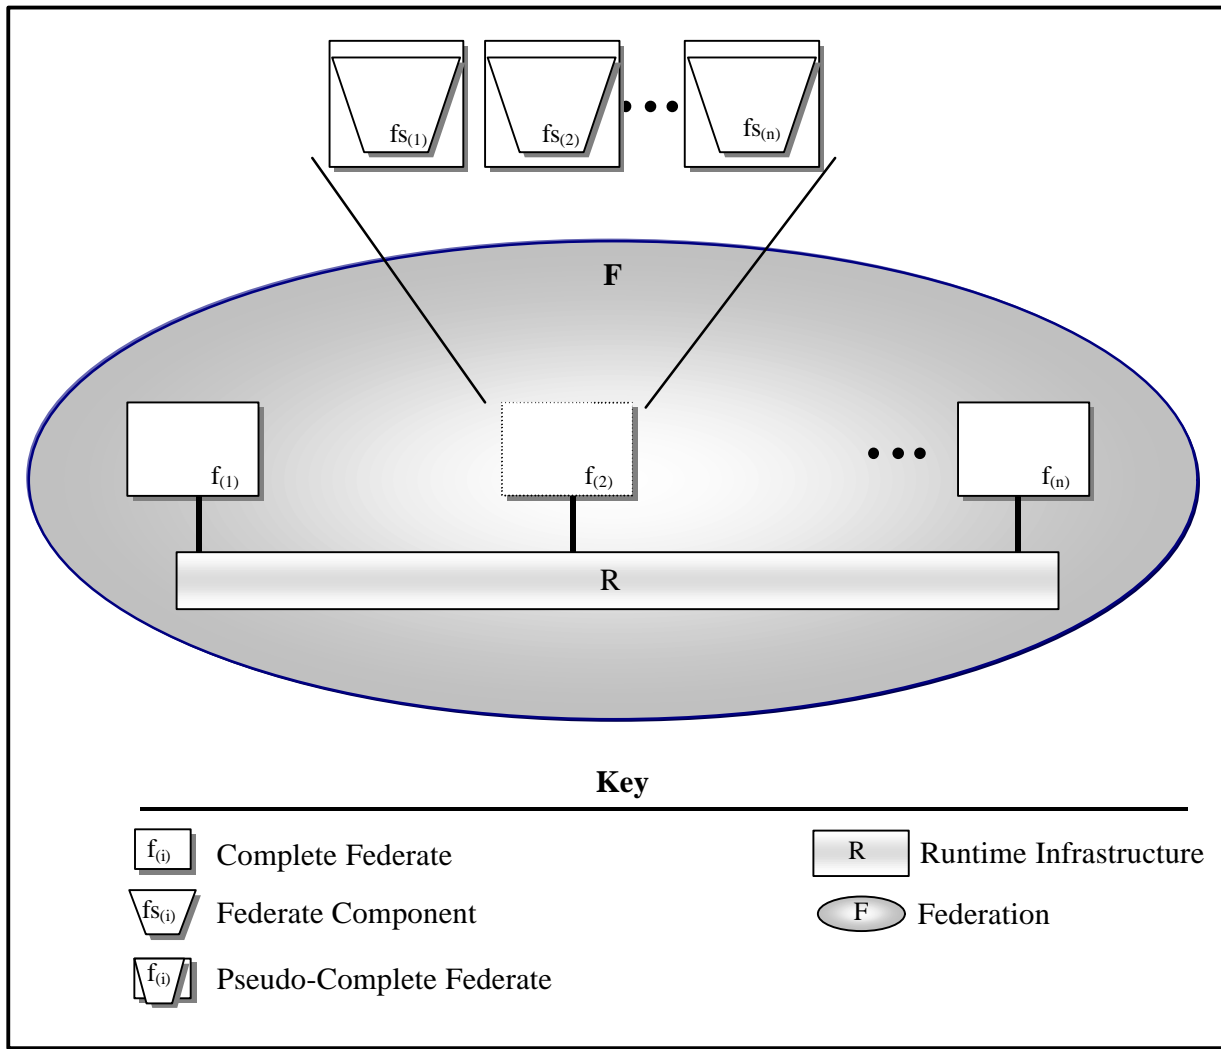 fs(1) fs(2) fs(n)
F
f(1) f(2) f(n)
R
Key
f(i) Complete Federate
R Runtime Infrastructure
fs(i) Federate Component
F Federation
f(i) Pseudo-Complete Federate